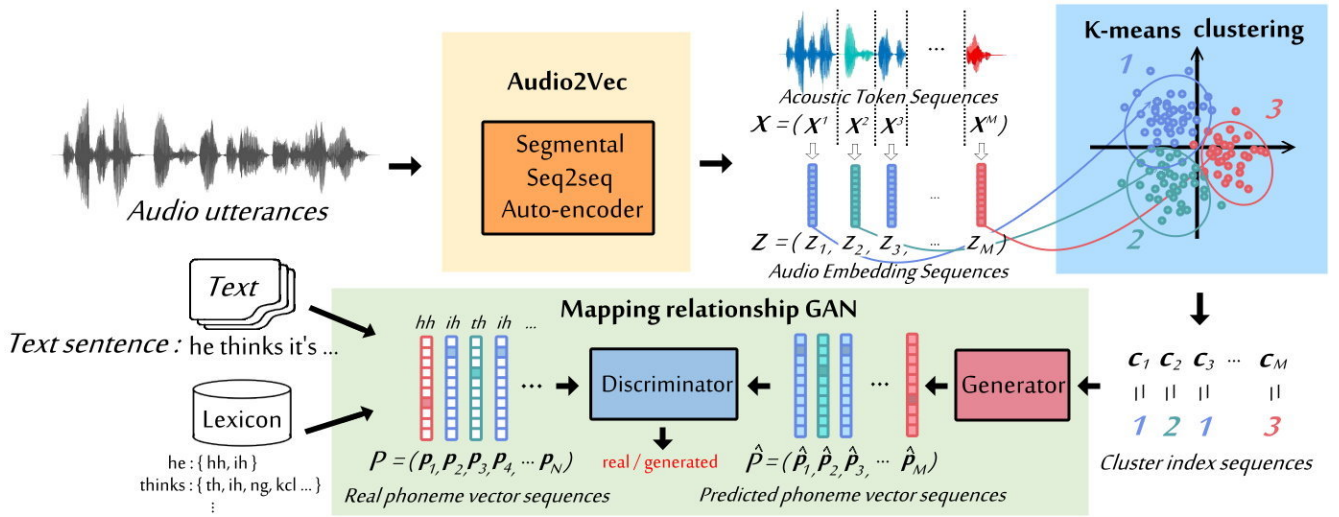 Audio utterances
Audio2Vec
Segmental
Seq2seq
Auto-encoder
...
Acoustic Token Sequences
X = ( X¹ X² X³ X^M )
...
Z = ( z₁, z₂, z₃, ... z_M )
Audio Embedding Sequences
K-means clustering
1
2
3
c₁ c₂ c₃ ... c_M
= = = =
1 2 1 3
Cluster index sequences
Text
Text sentence : he thinks it's ...
Lexicon
he : { hh, ih }
thinks : { th, ih, ng, kcl ... }
⋮
Mapping relationship GAN
hh ih th ih ...
...
Discriminator
...
Generator
real / generated
P = ( P₁, P₂, P₃, P₄, ... P_N )
Real phoneme vector sequences
P̂ = ( P̂₁, P̂₂, P̂₃, ... P̂_M )
Predicted phoneme vector sequences